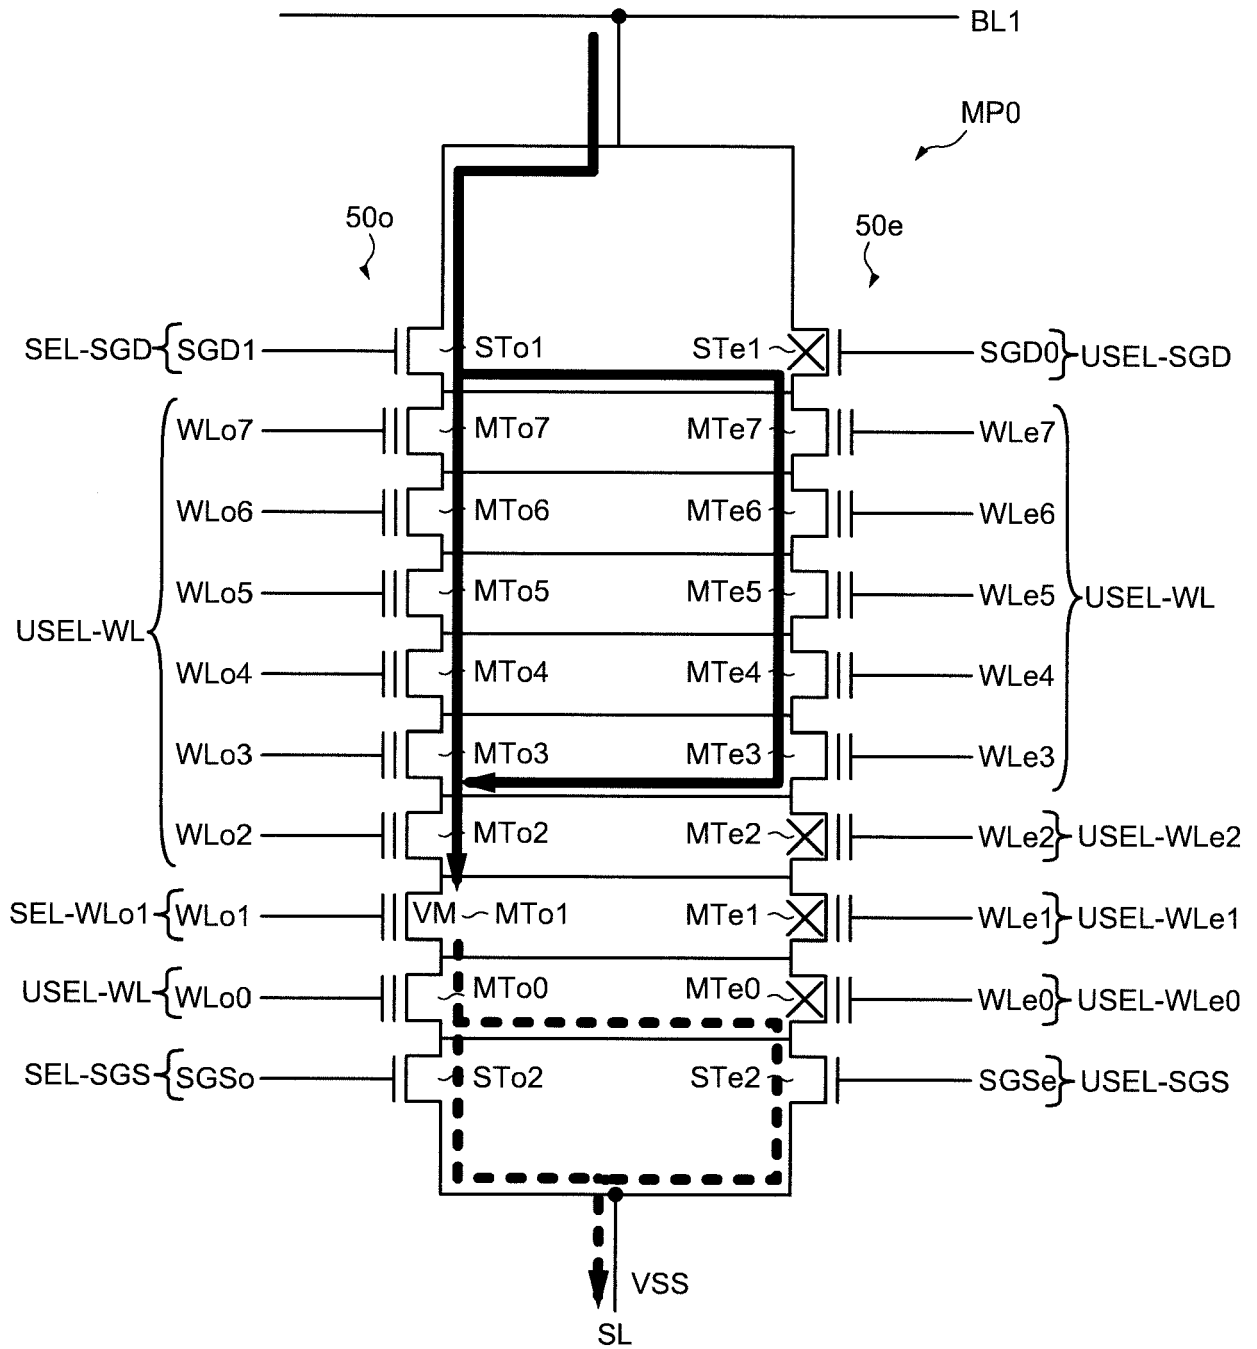 BL1
MP0
50o
50e
SEL-SGD SGD1 STo1 STe1 SGD0 USEL-SGD
WLo7 MTo7 MTe7 WLe7
WLo6 MTo6 MTe6 WLe6
WLo5 MTo5 MTe5 WLe5
USEL-WL USEL-WL
WLo4 MTo4 MTe4 WLe4
WLo3 MTo3 MTe3 WLe3
WLo2 MTo2 MTe2 WLe2 USEL-WLe2
SEL-WLo1 WLo1 VM MTo1 MTe1 WLe1 USEL-WLe1
USEL-WL WLo0 MTo0 MTe0 WLe0 USEL-WLe0
SEL-SGS SGSo STo2 STe2 SGSe USEL-SGS
VSS
SL